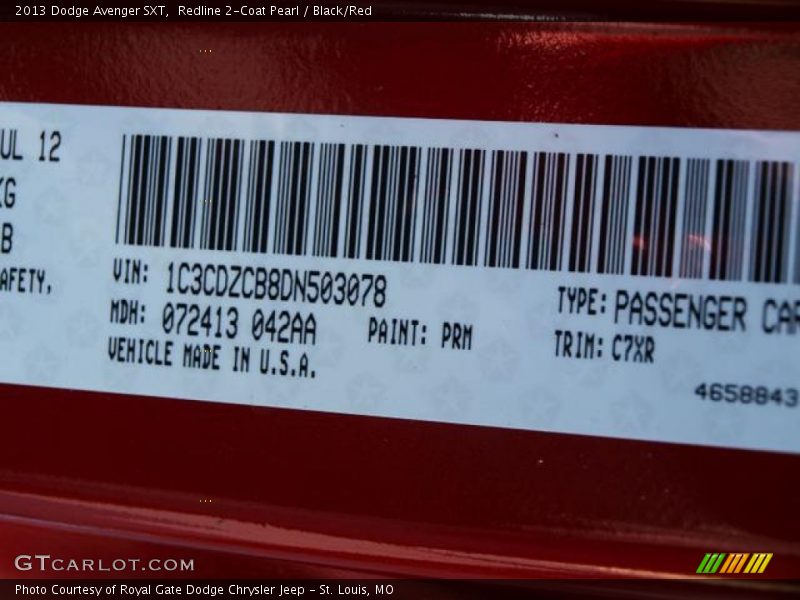 2013 Dodge Avenger SXT,  Redline 2-Coat Pearl / Black/Red
UL 12
KG
B
AFETY,
VIN: 1C3CDZCB8DN503078
TYPE: PASSENGER CAR
MDH: 072413 042AA
PAINT: PRM
TRIM: C7XR
VEHICLE MADE IN U.S.A.
4658843
GTCARLOT.COM
Photo Courtesy of Royal Gate Dodge Chrysler Jeep - St. Louis, MO